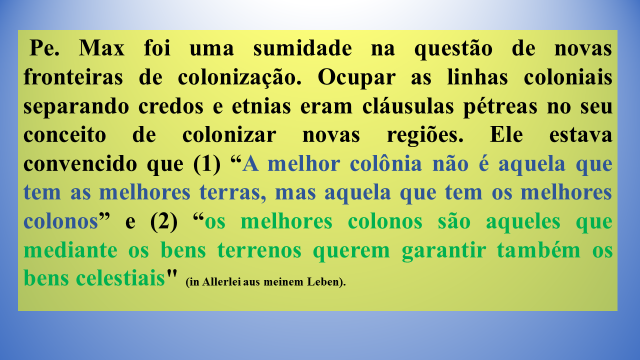 Pe. Max foi uma sumidade na questão de novas
fronteiras de colonização. Ocupar as linhas coloniais
separando credos e etnias eram cláusulas pétreas no seu
conceito de colonizar novas regiões. Ele estava
convencido que (1) “A melhor colônia não é aquela que
tem as melhores terras, mas aquela que tem os melhores
colonos” e (2) “os melhores colonos são aqueles que
mediante os bens terrenos querem garantir também os
bens celestiais" (in Allerlei aus meinem Leben).